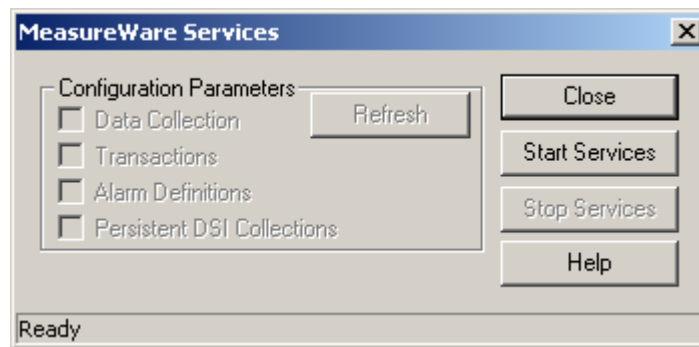 MeasureWare Services
Configuration Parameters
Refresh
Data Collection
Transactions
Alarm Definitions
Persistent DSI Collections
Close
Start Services
Stop Services
Help
Ready